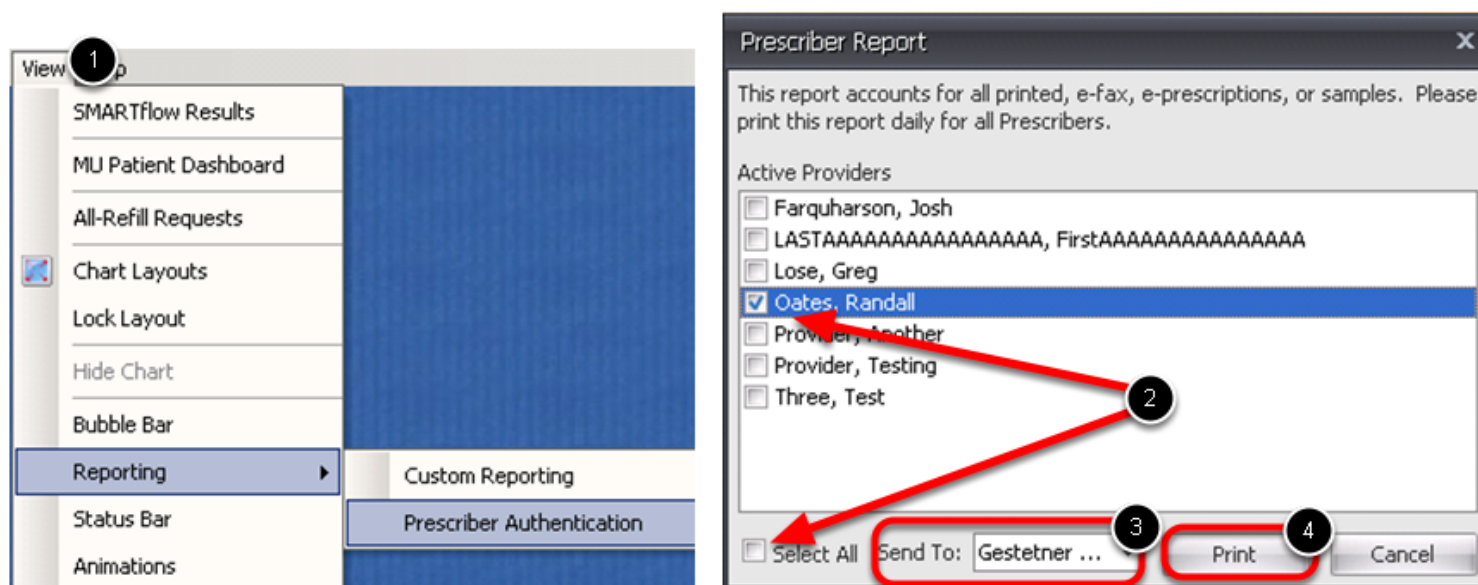 View
1
SMARTflow Results
MU Patient Dashboard
All-Refill Requests
Chart Layouts
Lock Layout
Hide Chart
Bubble Bar
Reporting
Custom Reporting
Status Bar
Prescriber Authentication
Animations
Prescriber Report
This report accounts for all printed, e-fax, e-prescriptions, or samples. Please
print this report daily for all Prescribers.
Active Providers
Farquharson, Josh
LASTAAAAAAAAAAAAAAAAA, FirstAAAAAAAAAAAAAAA
Lose, Greg
Oates, Randall
Provider, Another
Provider, Testing
Three, Test
2
3
4
Select All Send To: Gestetner ... Print Cancel